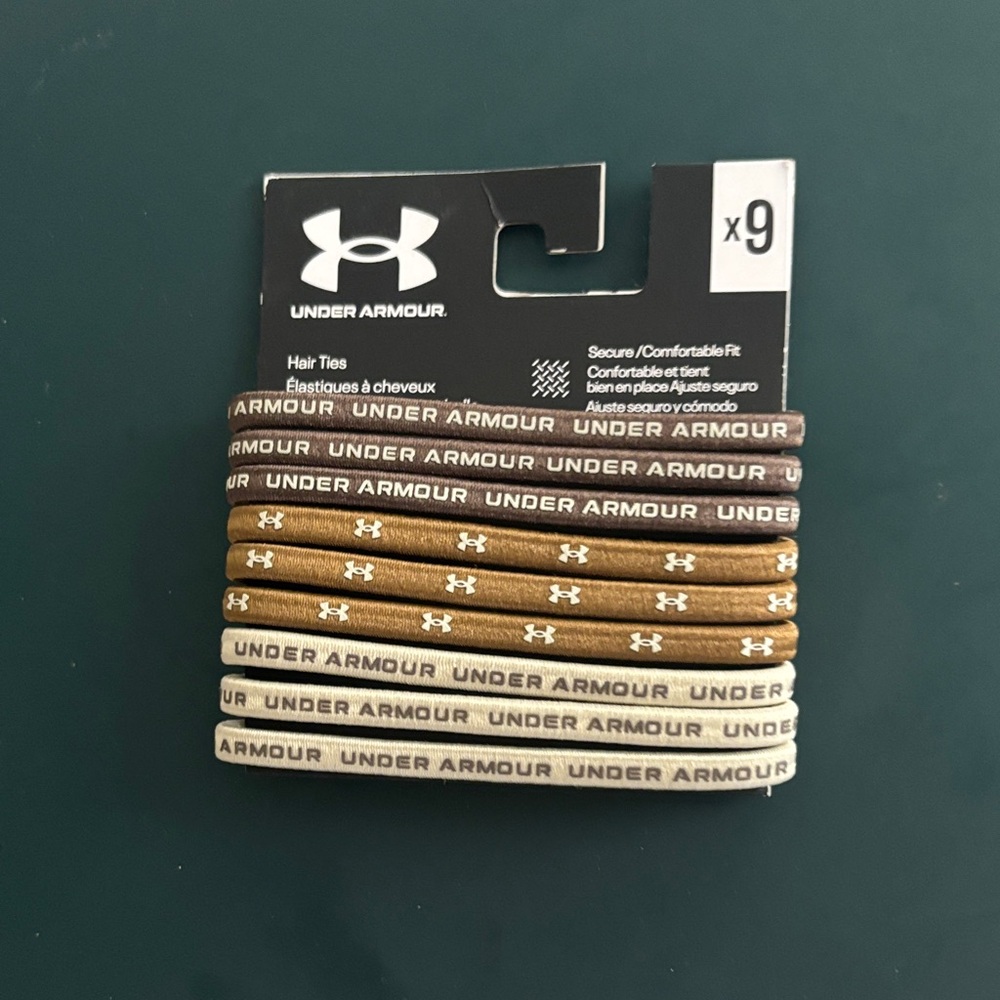 x9
UNDER ARMOUR
Hair Ties
Élastiques à cheveux
Secure / Comfortable Fit
Confortable et tient
bien en place Ajuste seguro
Ajuste seguro y cómodo
ARMOUR UNDER ARMOUR UNDER ARMOUR
RMOUR UNDER ARMOUR UNDER ARMOUR U
UR UNDER ARMOUR UNDER ARMOUR UNDER
UNDER ARMOUR UNDER ARMOUR UNDER
UR UNDER ARMOUR UNDER ARMOUR UNDE
ARMOUR UNDER ARMOUR UNDER ARMOUR